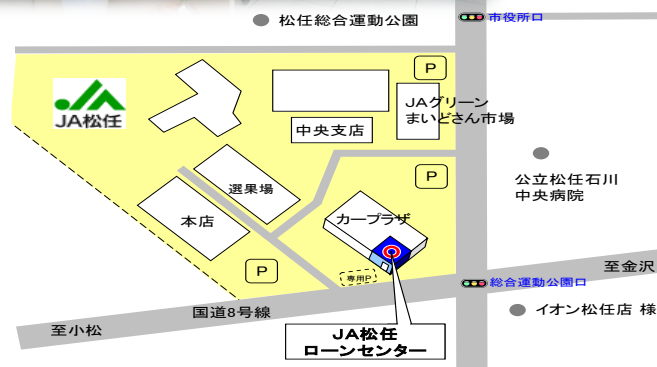 松任総合運動公園
市役所口
P
JA松任
JAグリーン
まいどさん市場
中央支店
公立松任石川
中央病院
P
選果場
本店
カープラザ
P
専用P
至金沢
総合運動公園口
国道8号線
イオン松任店 様
至小松
JA松任
ローンセンター